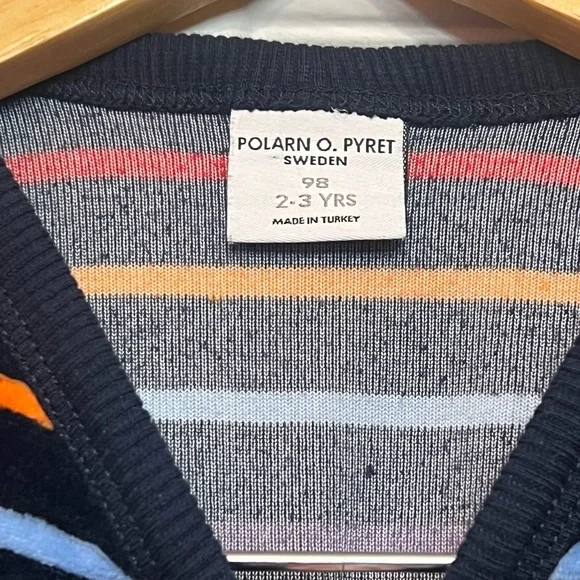 POLARN O. PYRET
SWEDEN
98
2-3 YRS
MADE IN TURKEY